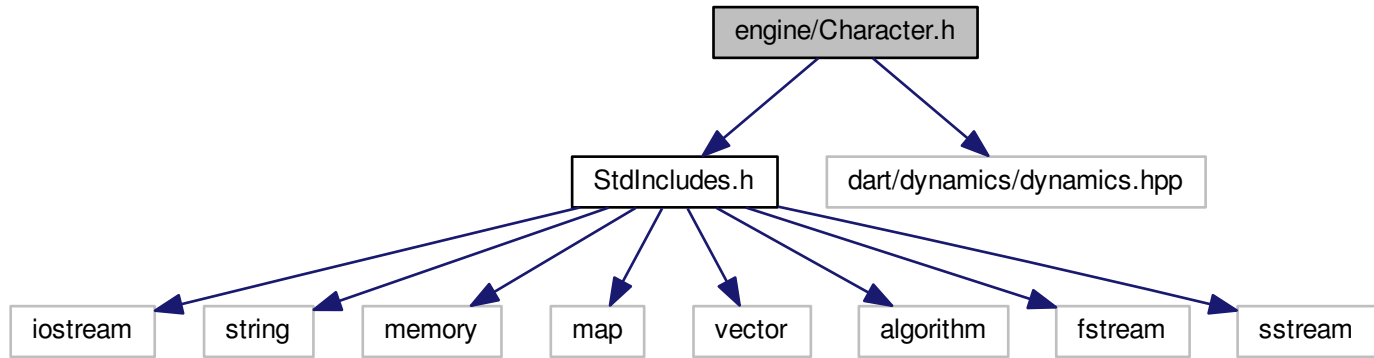 engine/Character.h
StdIncludes.h
dart/dynamics/dynamics.hpp
iostream
string
memory
map
vector
algorithm
fstream
sstream